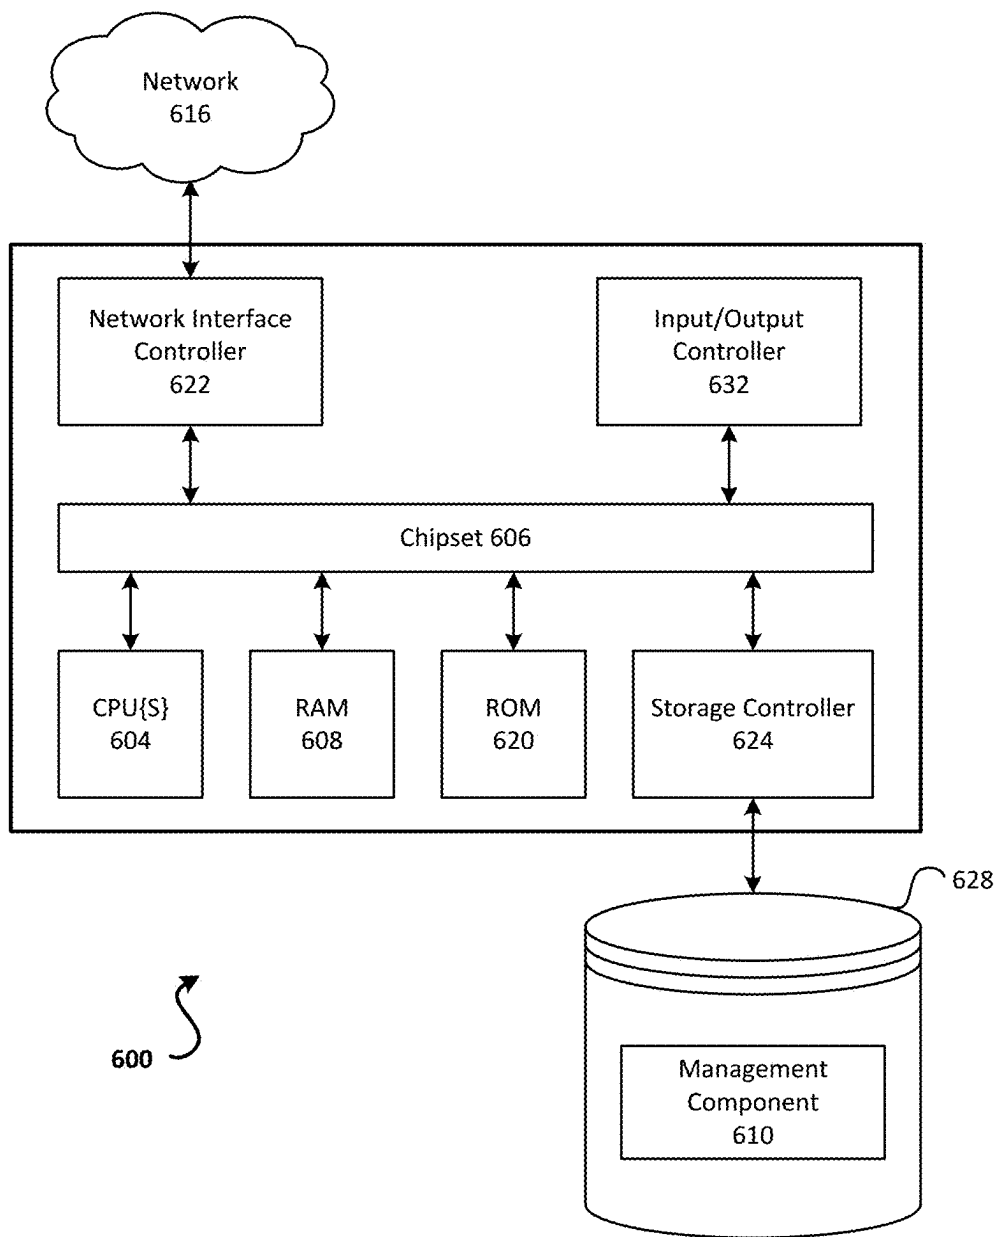 Network
616
Network Interface
Controller
622
Input/Output
Controller
632
Chipset 606
CPU{S}
604
RAM
608
ROM
620
Storage Controller
624
628
600
Management
Component
610